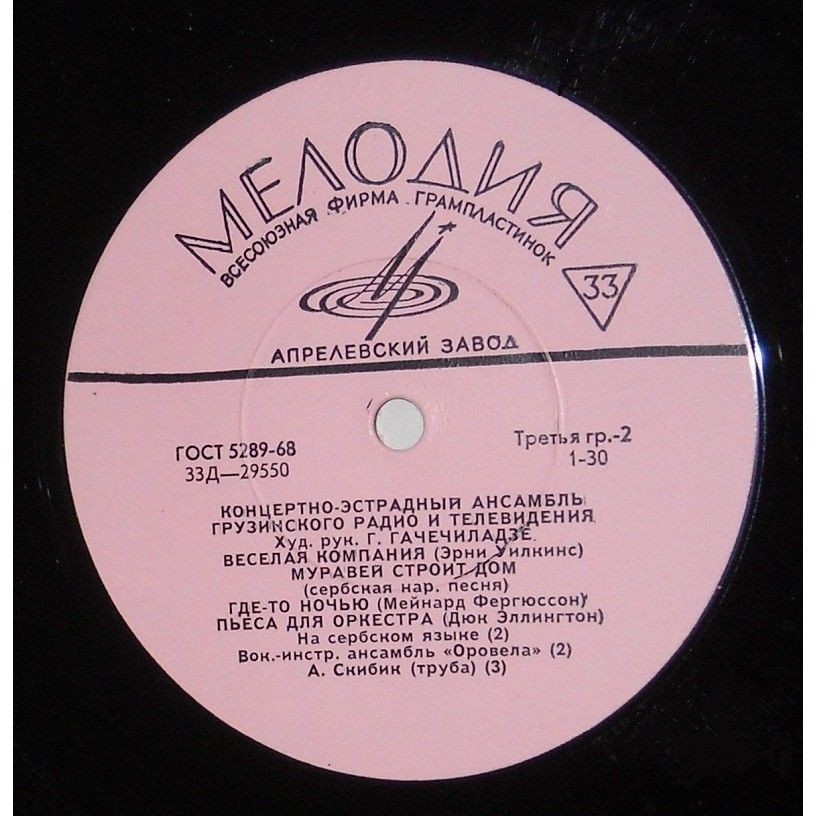 МЕЛОДИЯ
ВСЕСОЮЗНАЯ ФИРМА ГРАМПЛАСТИНОК
33
АПРЕЛЕВСКИЙ ЗАВОД
ГОСТ 5289-68
33Д—29550
Третья гр.-2
1-30
КОНЦЕРТНО-ЭСТРАДНЫЙ АНСАМБЛЬ
ГРУЗИНСКОГО РАДИО И ТЕЛЕВИДЕНИЯ
Худ. рук. Г. ГАЧЕЧИЛАДЗЕ
ВЕСЕЛАЯ КОМПАНИЯ (Эрни Уилкинс)
МУРАВЕЙ СТРОИТ ДОМ
(сербская нар. песня)
ГДЕ-ТО НОЧЬЮ (Мейнард Фергюссон)
ПЬЕСА ДЛЯ ОРКЕСТРА (Дюк Эллингтон)
На сербском языке (2)
Вок.-инстр. ансамбль «Оровела» (2)
А. Скибик (труба) (3)